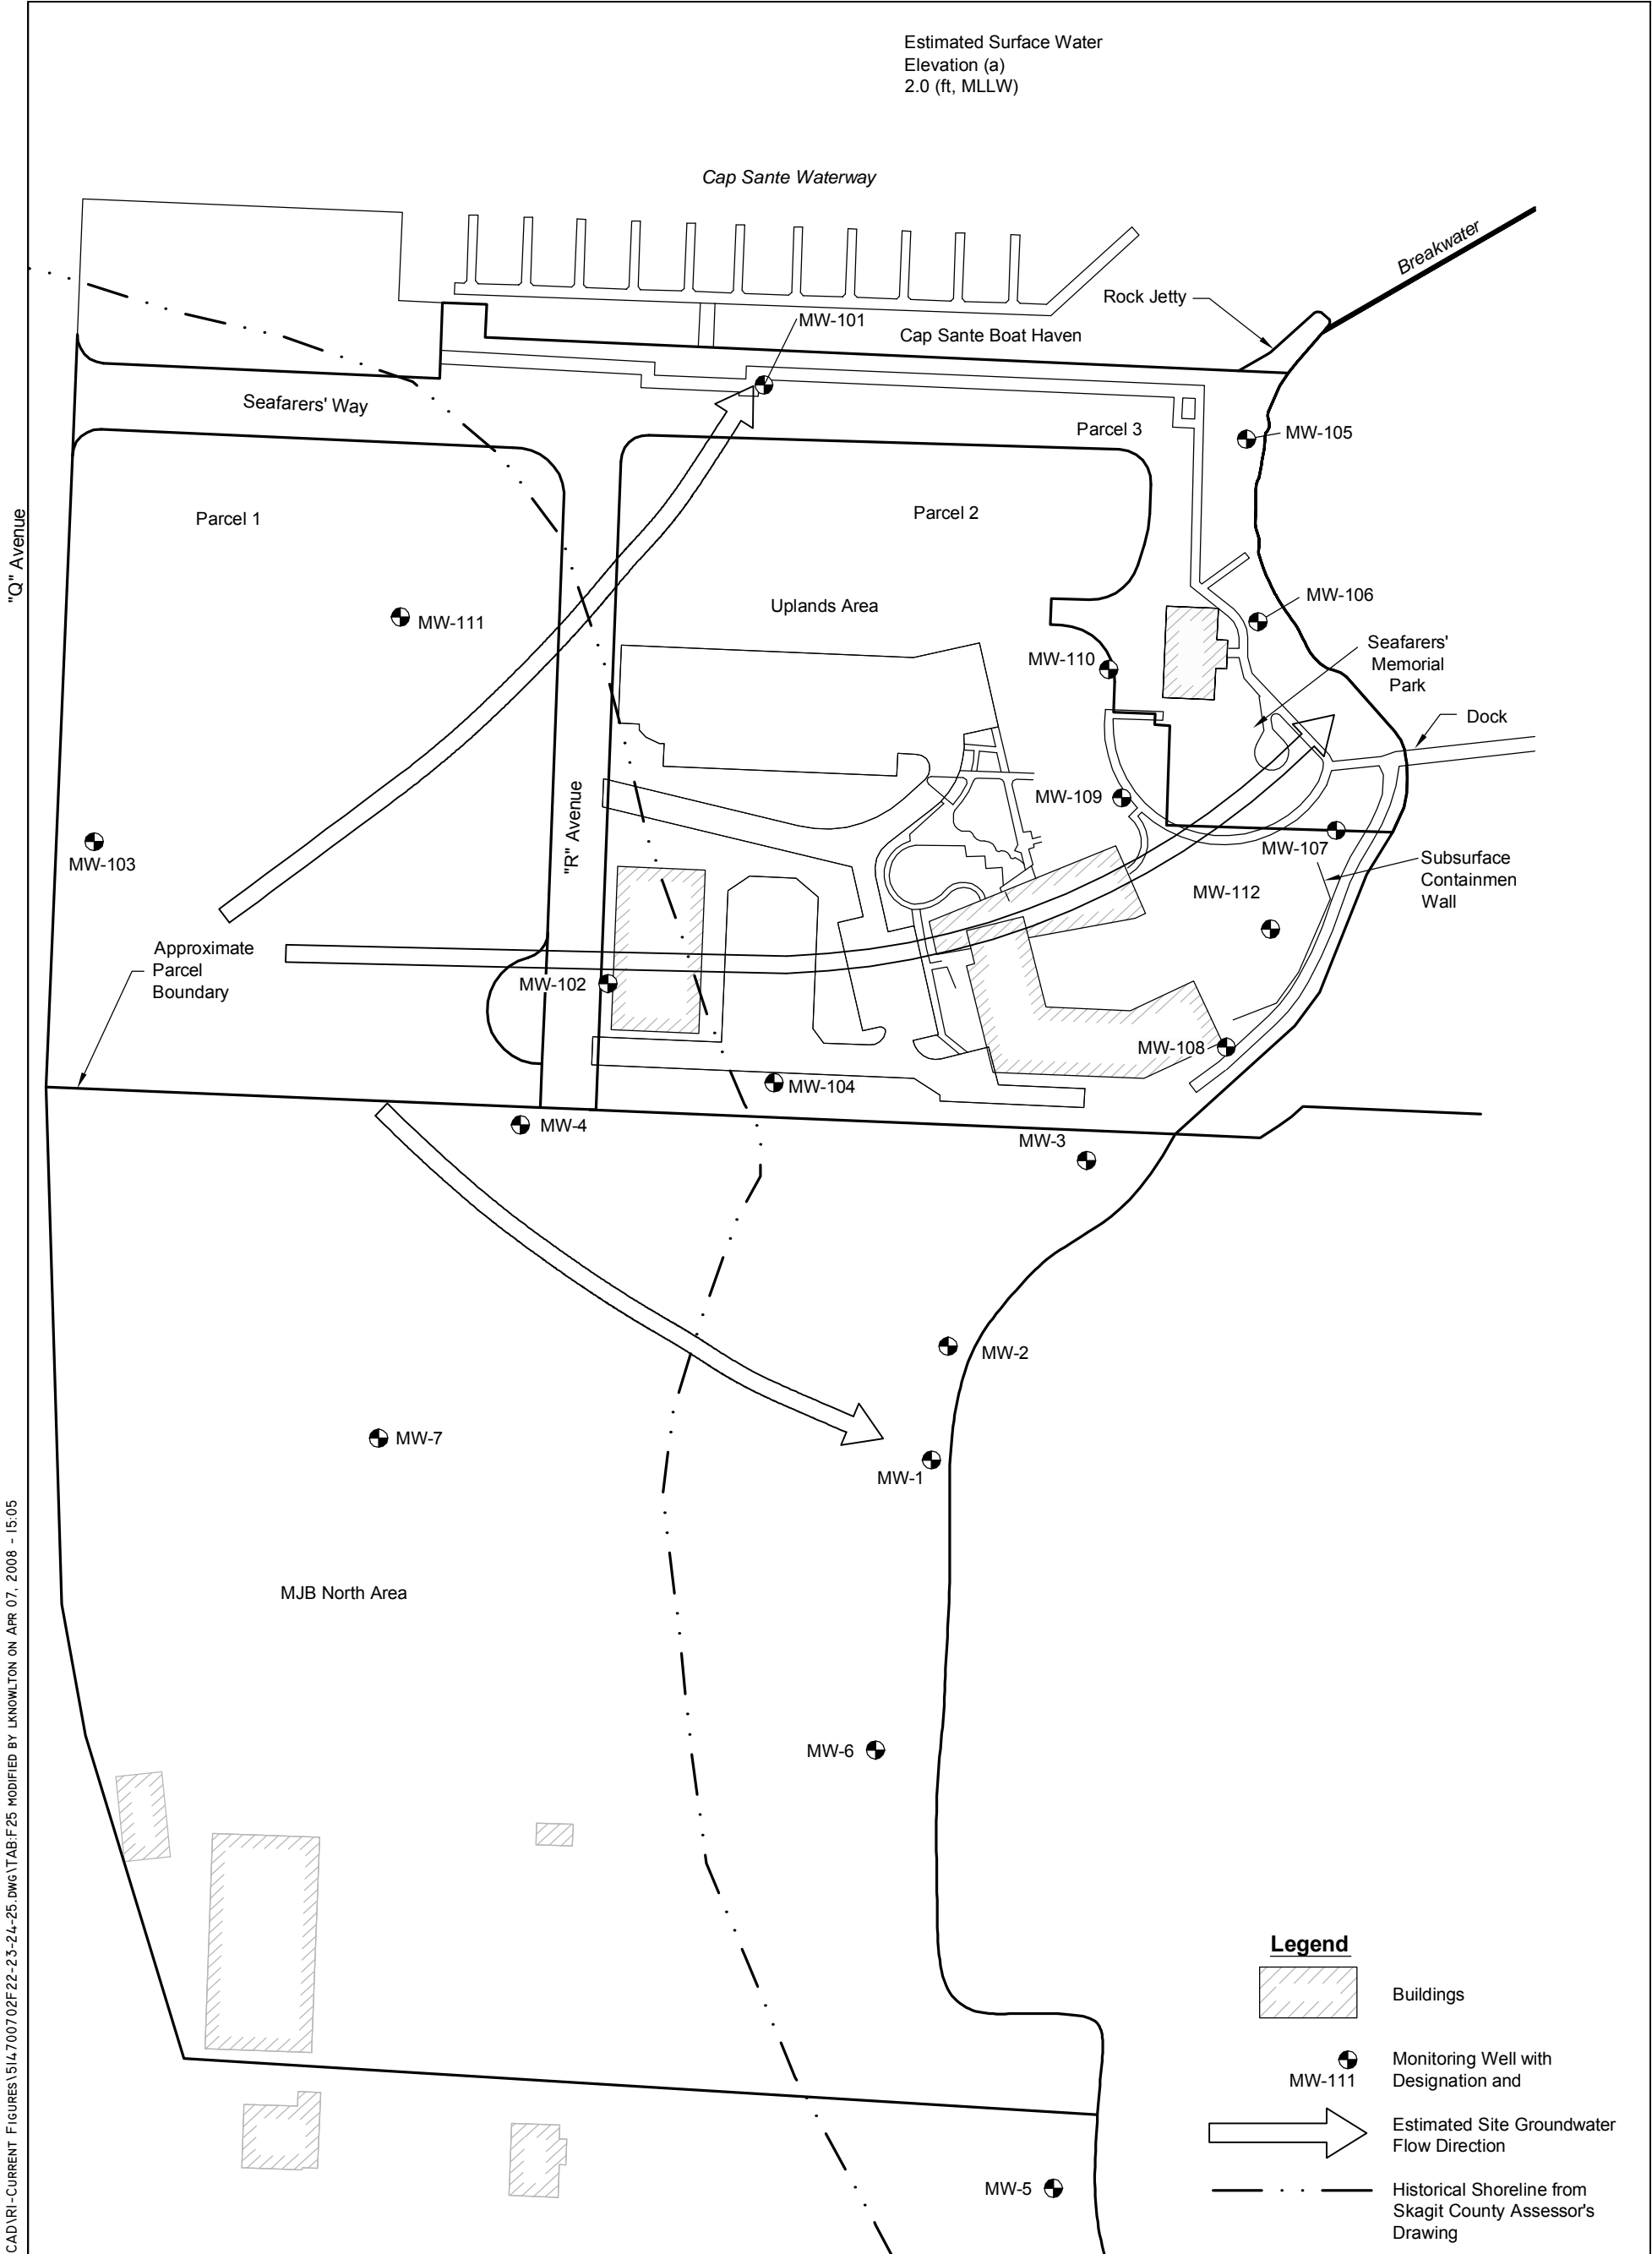 Estimated Surface Water
Elevation (a)
2.0 (ft, MLLW)
Cap Sante Waterway
Breakwater
Rock Jetty
MW-101
Cap Sante Boat Haven
Seafarers' Way
Parcel 3
MW-105
"Q" Avenue
Parcel 1
Parcel 2
MW-111
Uplands Area
MW-106
MW-110
Seafarers'
Memorial
Park
Dock
"R" Avenue
MW-109
MW-103
MW-107
Subsurface
Containmen
Wall
MW-112
Approximate
Parcel
Boundary
MW-102
MW-108
MW-104
MW-4
MW-3
MW-2
MW-7
MW-1
MJB North Area
MW-6
MW-5
Legend
Buildings
MW-111
Monitoring Well with
Designation and
Estimated Site Groundwater
Flow Direction
Historical Shoreline from
Skagit County Assessor's
Drawing
CAD\RI-CURRENT FIGURES\514700702F22-23-24-25.DWG\TAB:F25 MODIFIED BY LKNOWLTON ON APR 07, 2008 - 15:05